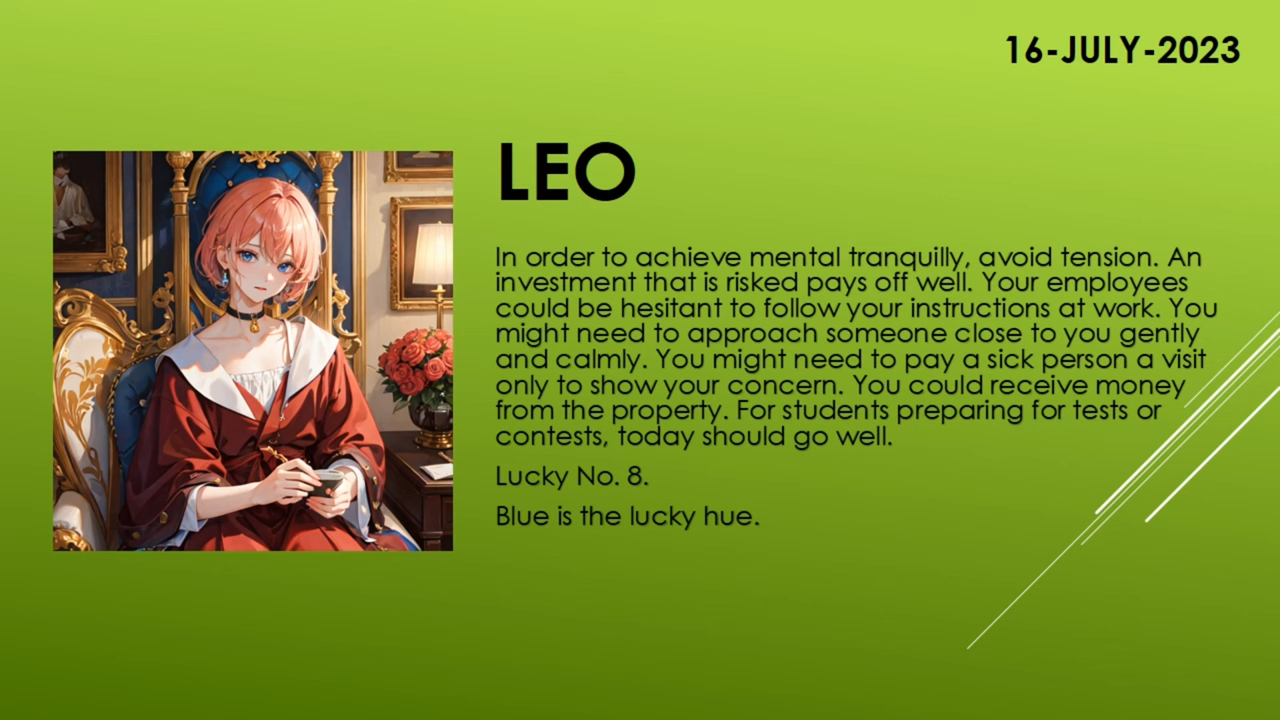 16-JULY-2023
LEO
In order to achieve mental tranquilly, avoid tension. An
investment that is risked pays off well. Your employees
could be hesitant to follow your instructions at work. You
might need to approach someone close to you gently
and calmly. You might need to pay a sick person a visit
only to show your concern. You could receive money
from the property. For students preparing for tests or
contests, today should go well.
Lucky No. 8.
Blue is the lucky hue.